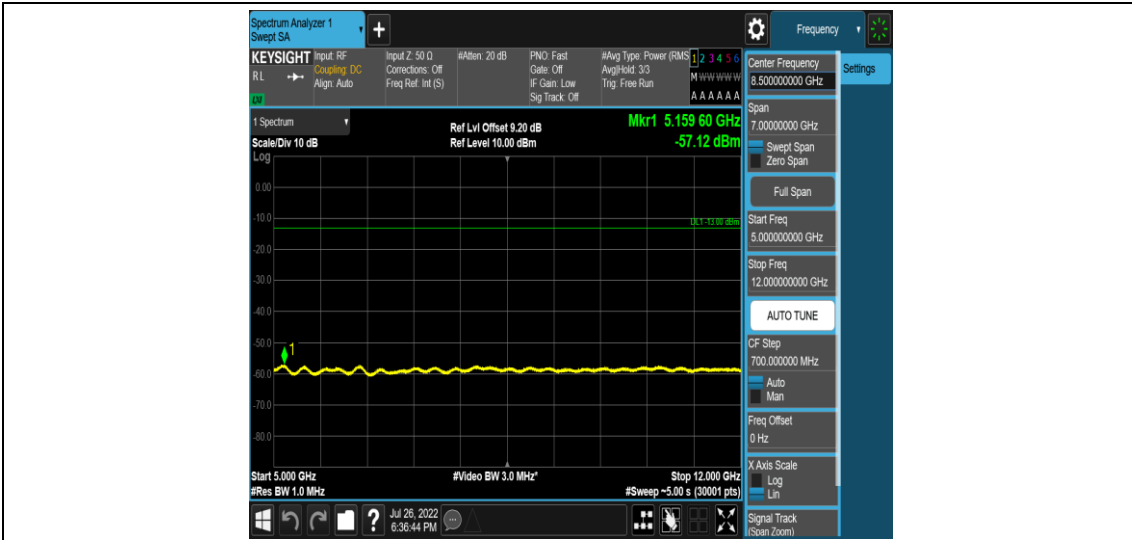 Spectrum Analyzer 1
Swept SA
Frequency
KEYSIGHT
RL
LXI
Input: RF
Coupling: DC
Align: Auto
Input Z: 50 Ω
Corrections: Off
Freq Ref: Int (S)
#Atten: 20 dB
PNO: Fast
Gate: Off
IF Gain: Low
Sig Track: Off
#Avg Type: Power (RMS
Avg|Hold: 3/3
Trig: Free Run
1 2 3 4 5 6
M W W W W W
A A A A A A
1 Spectrum
Scale/Div 10 dB
Log
Ref Lvl Offset 9.20 dB
Ref Level 10.00 dBm
Mkr1 5.159 60 GHz
-57.12 dBm
0.00
-10.0
DL1 -13.00 dBm
-20.0
-30.0
-40.0
-50.0
1
-60.0
-70.0
-80.0
Start 5.000 GHz
#Res BW 1.0 MHz
#Video BW 3.0 MHz*
Stop 12.000 GHz
#Sweep ~5.00 s (30001 pts)
Jul 26, 2022
6:36:44 PM
Center Frequency
8.500000000 GHz
Settings
Span
7.00000000 GHz
Swept Span
Zero Span
Full Span
Start Freq
5.000000000 GHz
Stop Freq
12.000000000 GHz
AUTO TUNE
CF Step
700.000000 MHz
Auto
Man
Freq Offset
0 Hz
X Axis Scale
Log
Lin
Signal Track
(Span Zoom)